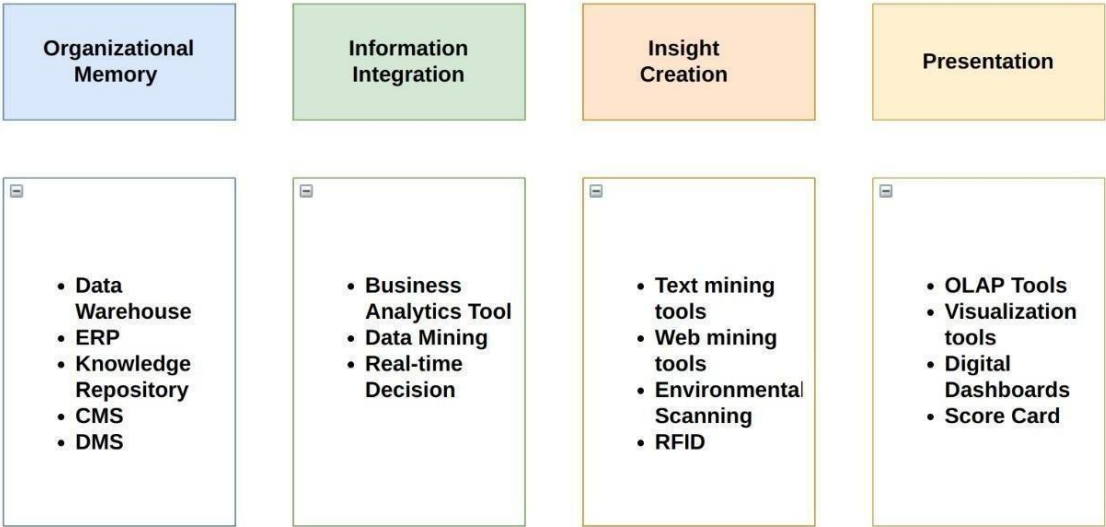 Organizational
Memory
Information
Integration
Insight
Creation
Presentation
• Data
Warehouse
• ERP
• Knowledge
Repository
• CMS
• DMS
• Business
Analytics Tool
• Data Mining
• Real-time
Decision
• Text mining
tools
• Web mining
tools
• Environmental
Scanning
• RFID
• OLAP Tools
• Visualization
tools
• Digital
Dashboards
• Score Card